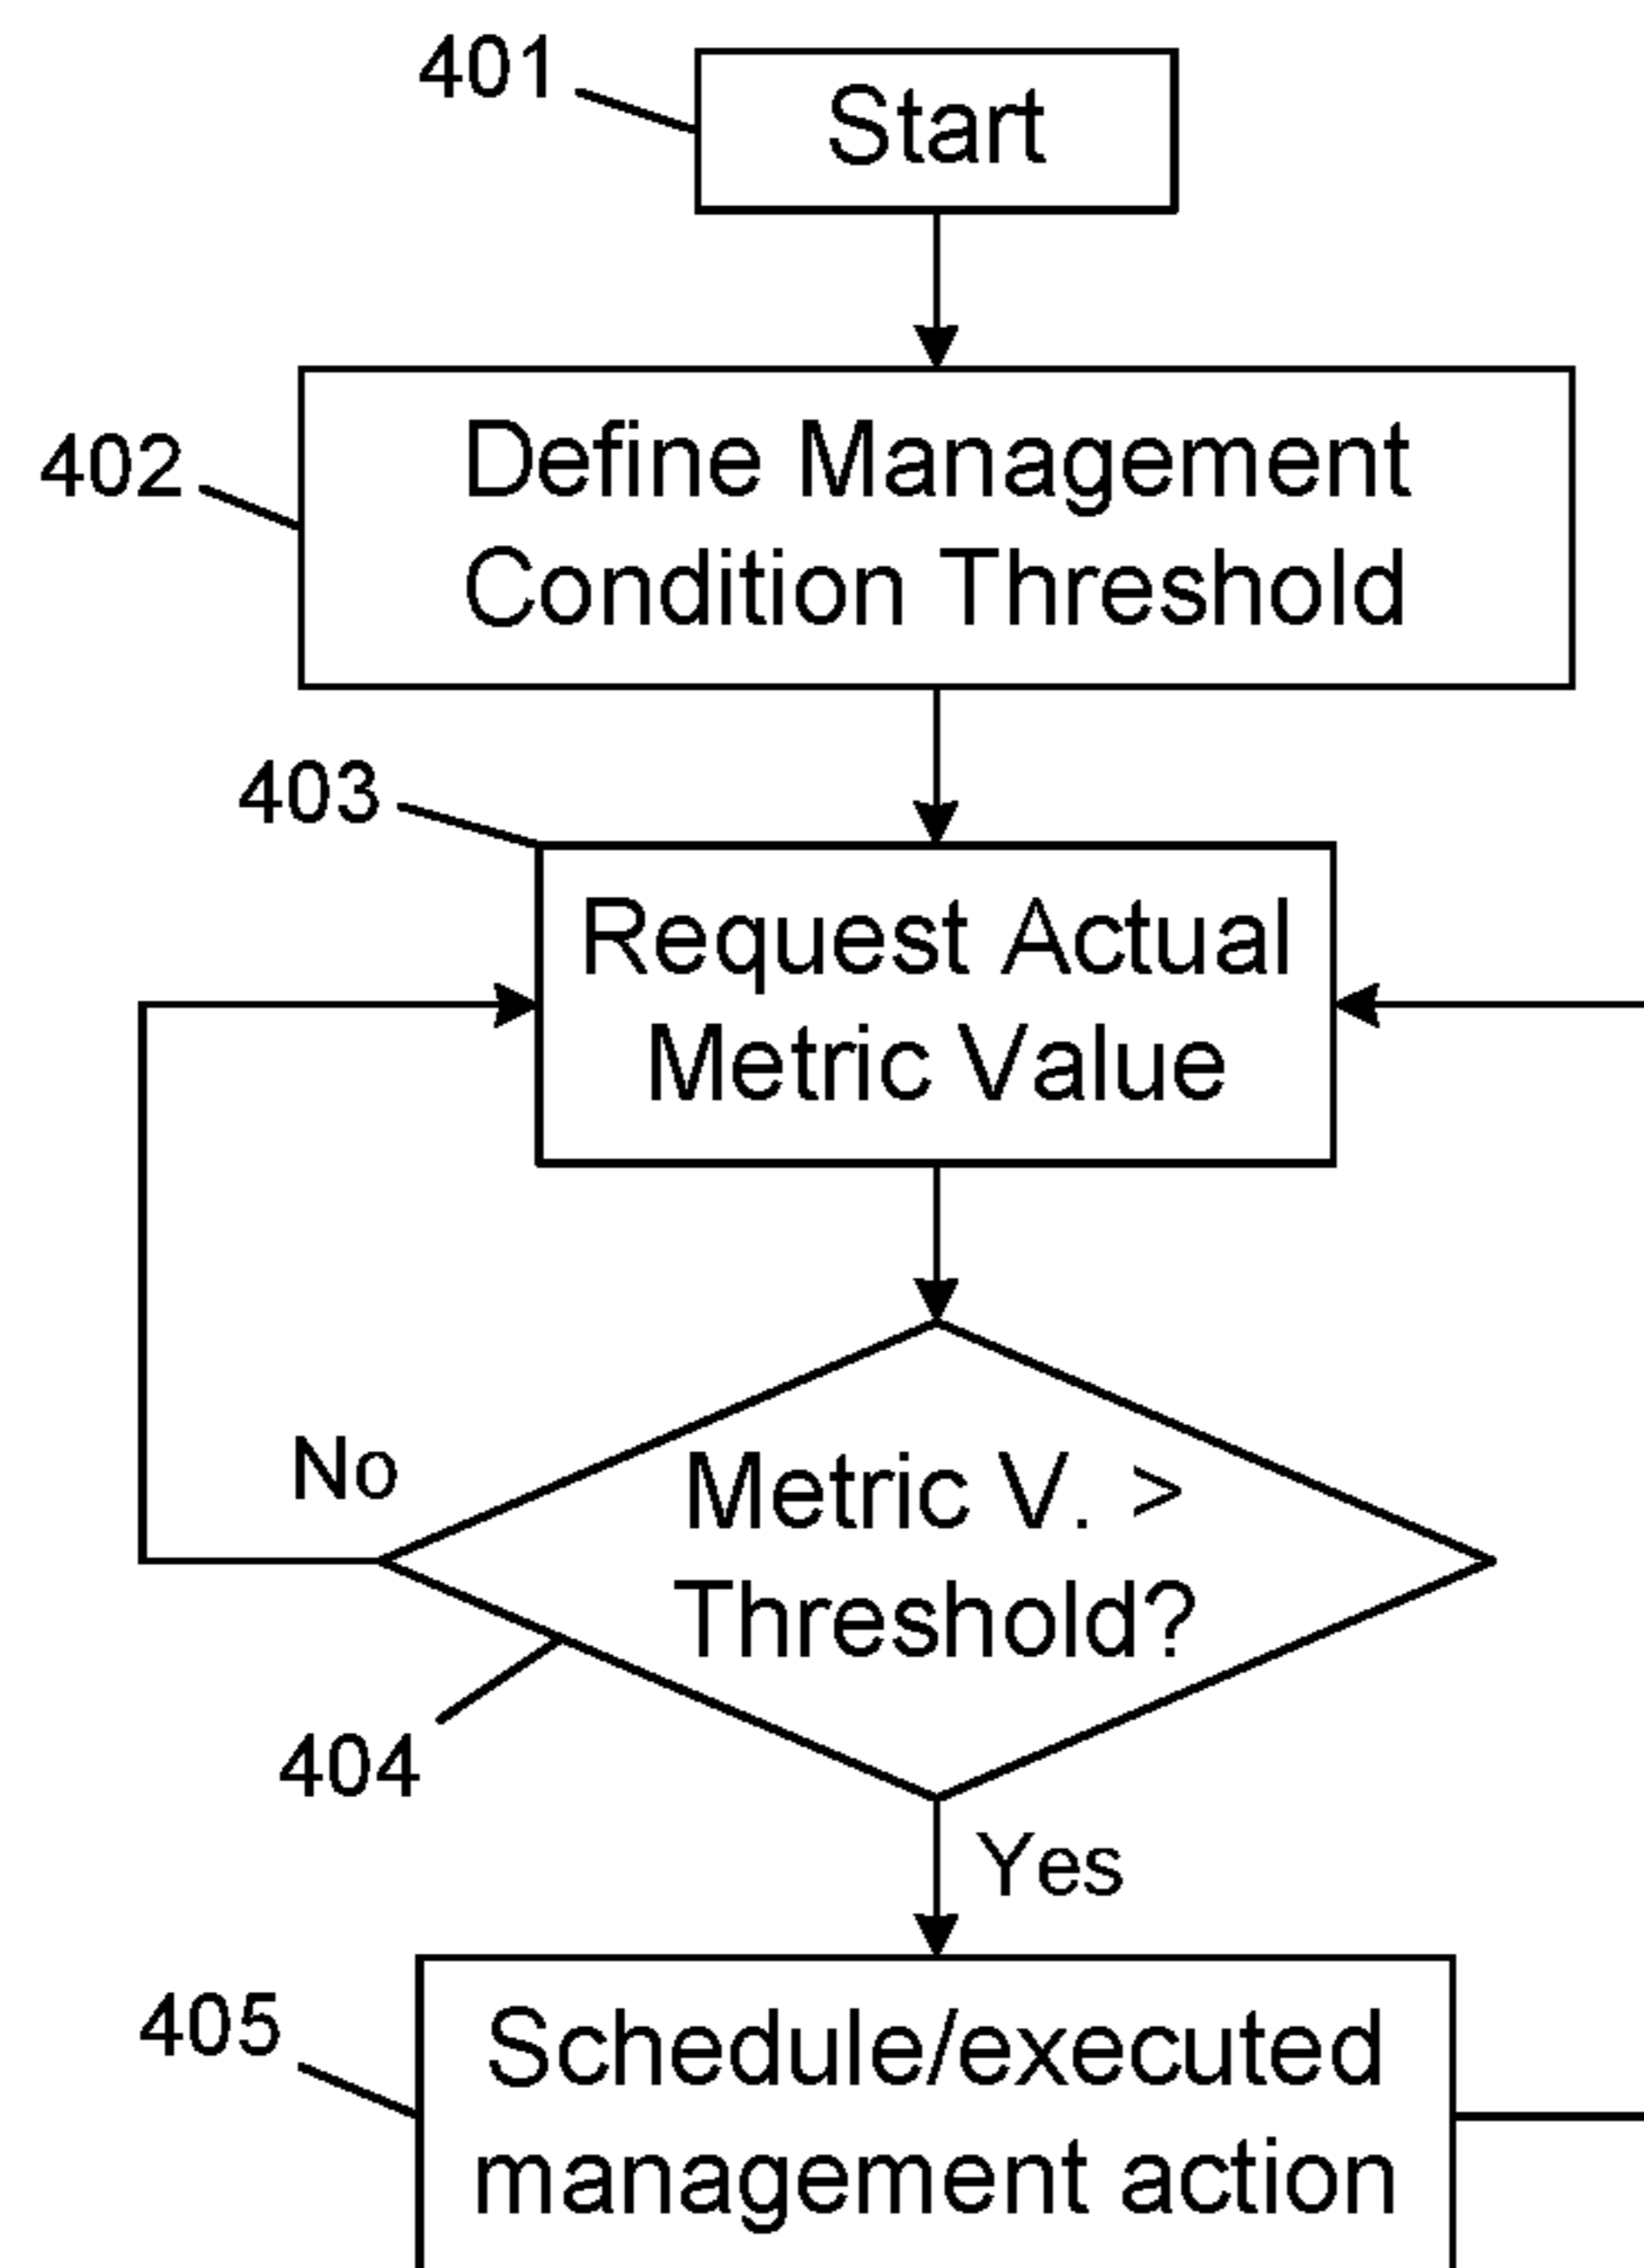 401
Start
402
Define Management
Condition Threshold
403
Request Actual
Metric Value
No
Metric V. >
Threshold?
404
Yes
405
Schedule/executed
management action